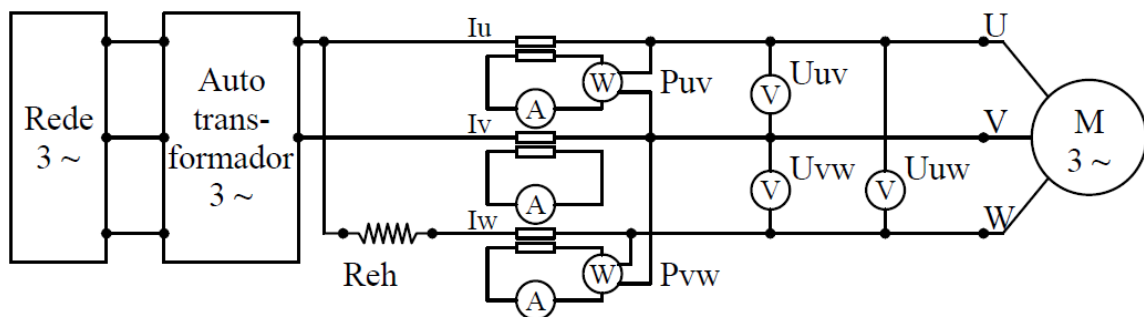 Rede
3 ~
Auto
trans-
formador
3 ~
Iu
W
A
Puv
Uuv
V
U
Iv
A
V
M
3 ~
Uvw
V
Uuw
V
Reh
Iw
W
A
Pvw
W